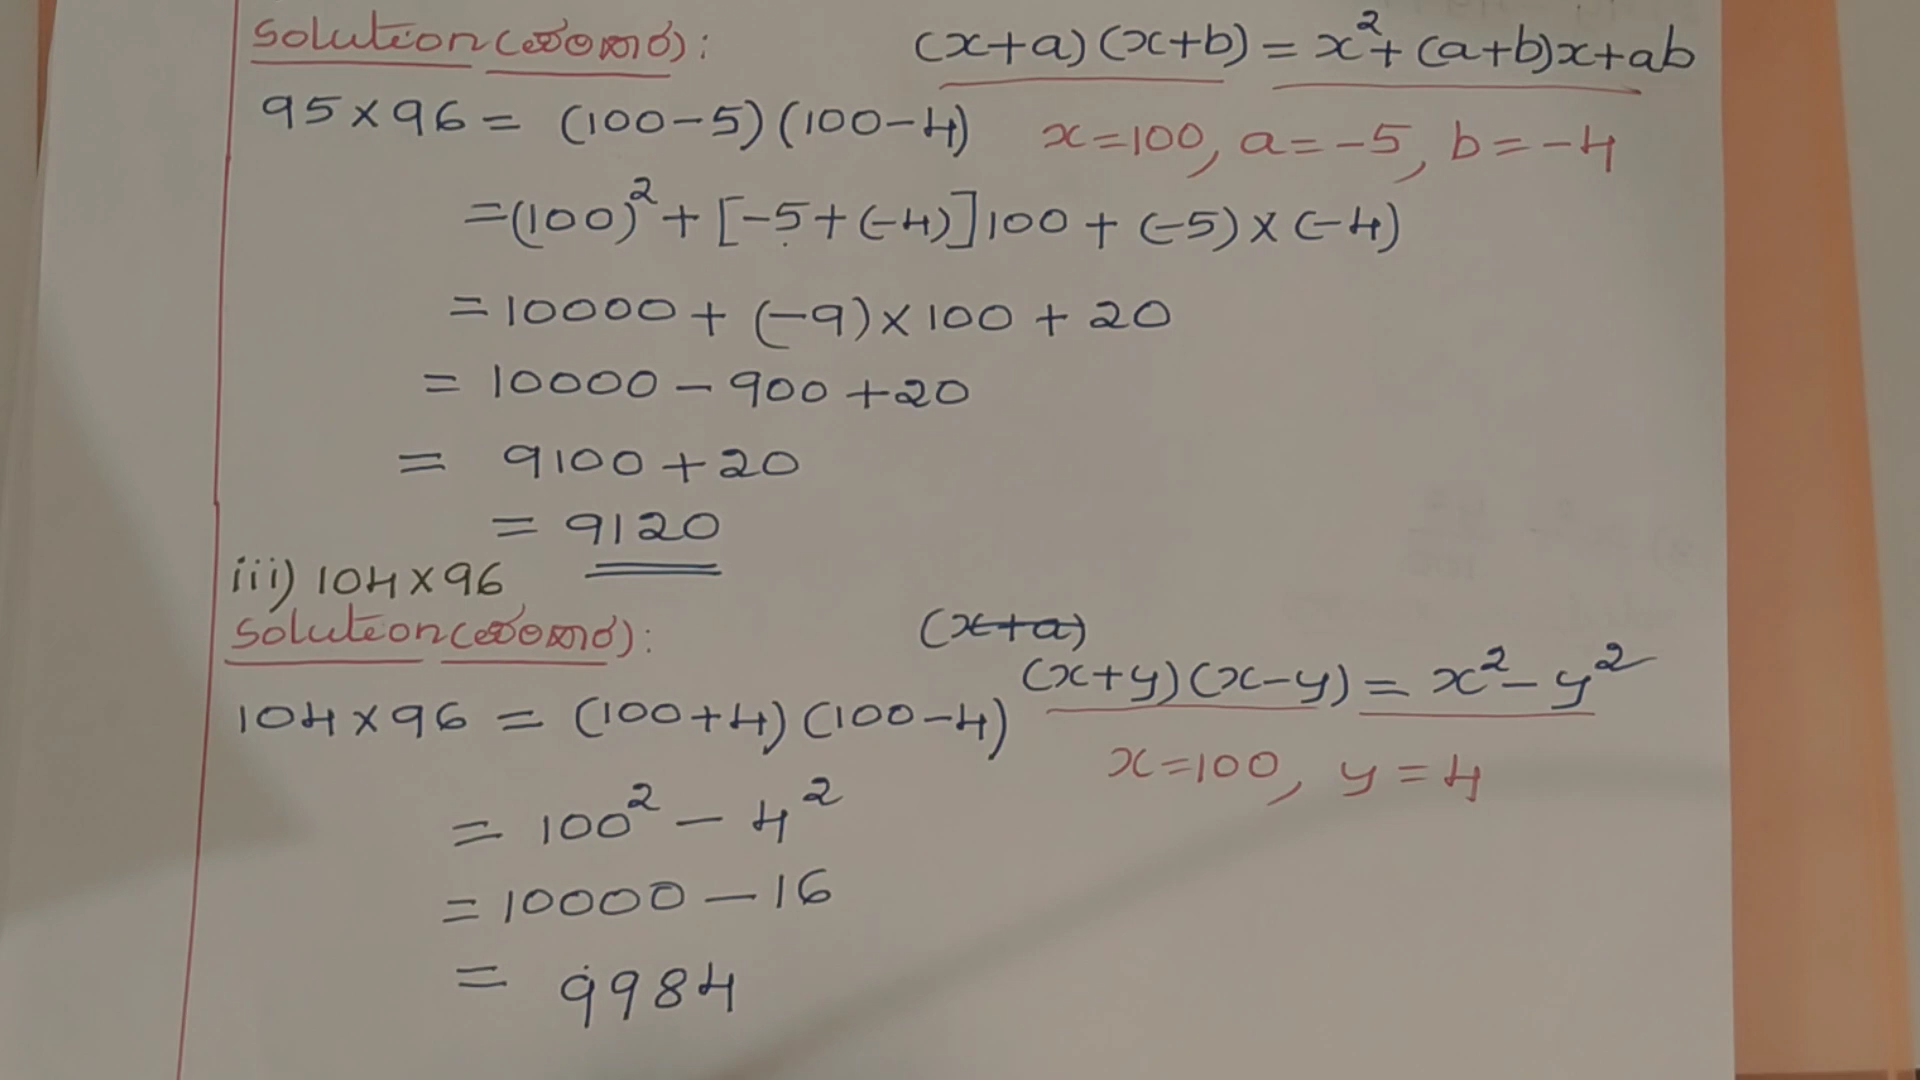 Solution (ಪರಿಹಾರ):
(x+a)(x+b) = x²+(a+b)x+ab
95×96 = (100-5)(100-4)
x=100, a=-5, b=-4
=(100)²+[-5+(-4)]100+(-5)×(-4)
=10000+(-9)×100+20
= 10000-900+20
= 9100+20
= 9120
iii) 104×96
Solution (ಪರಿಹಾರ):
(x+a)
(x+y)(x-y) = x²-y²
104×96 = (100+4)(100-4)
x=100, y=4
= 100²-4²
=10000-16
= 9984